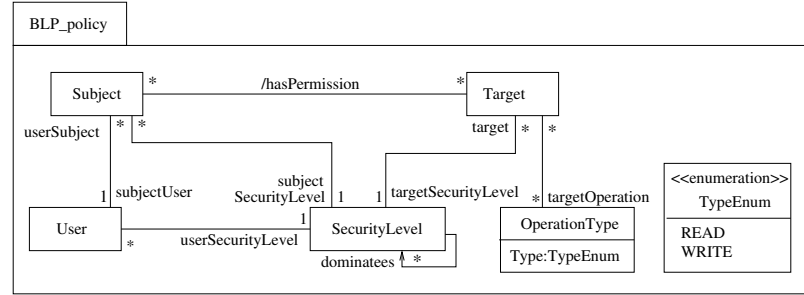 BLP_policy
Subject
*
/hasPermission
*
Target
userSubject
*
*
target
*
*
1
subjectUser
subject
SecurityLevel
1
1
targetSecurityLevel
*
targetOperation
<<enumeration>>
TypeEnum
READ
WRITE
User
*
userSecurityLevel
1
SecurityLevel
dominatees
*
OperationType
Type:TypeEnum